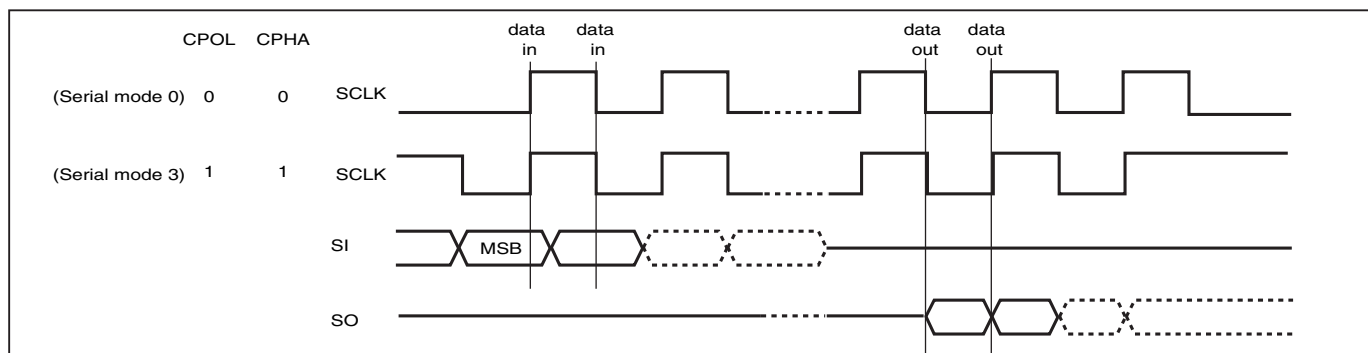 CPOL CPHA data in data in data out data out
(Serial mode 0) 0 0 SCLK
(Serial mode 3) 1 1 SCLK
SI MSB
SO